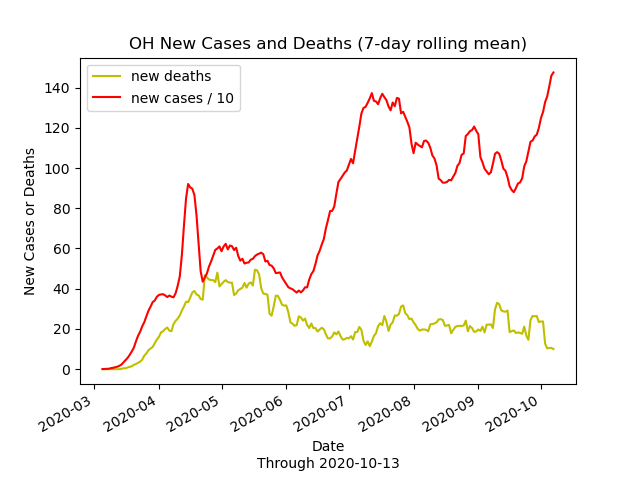 OH New Cases and Deaths (7-day rolling mean)
new deaths
new cases / 10
New Cases or Deaths
140
120
100
80
60
40
20
0
2020-03
2020-04
2020-05
2020-06
2020-07
2020-08
2020-09
2020-10
Date
Through 2020-10-13